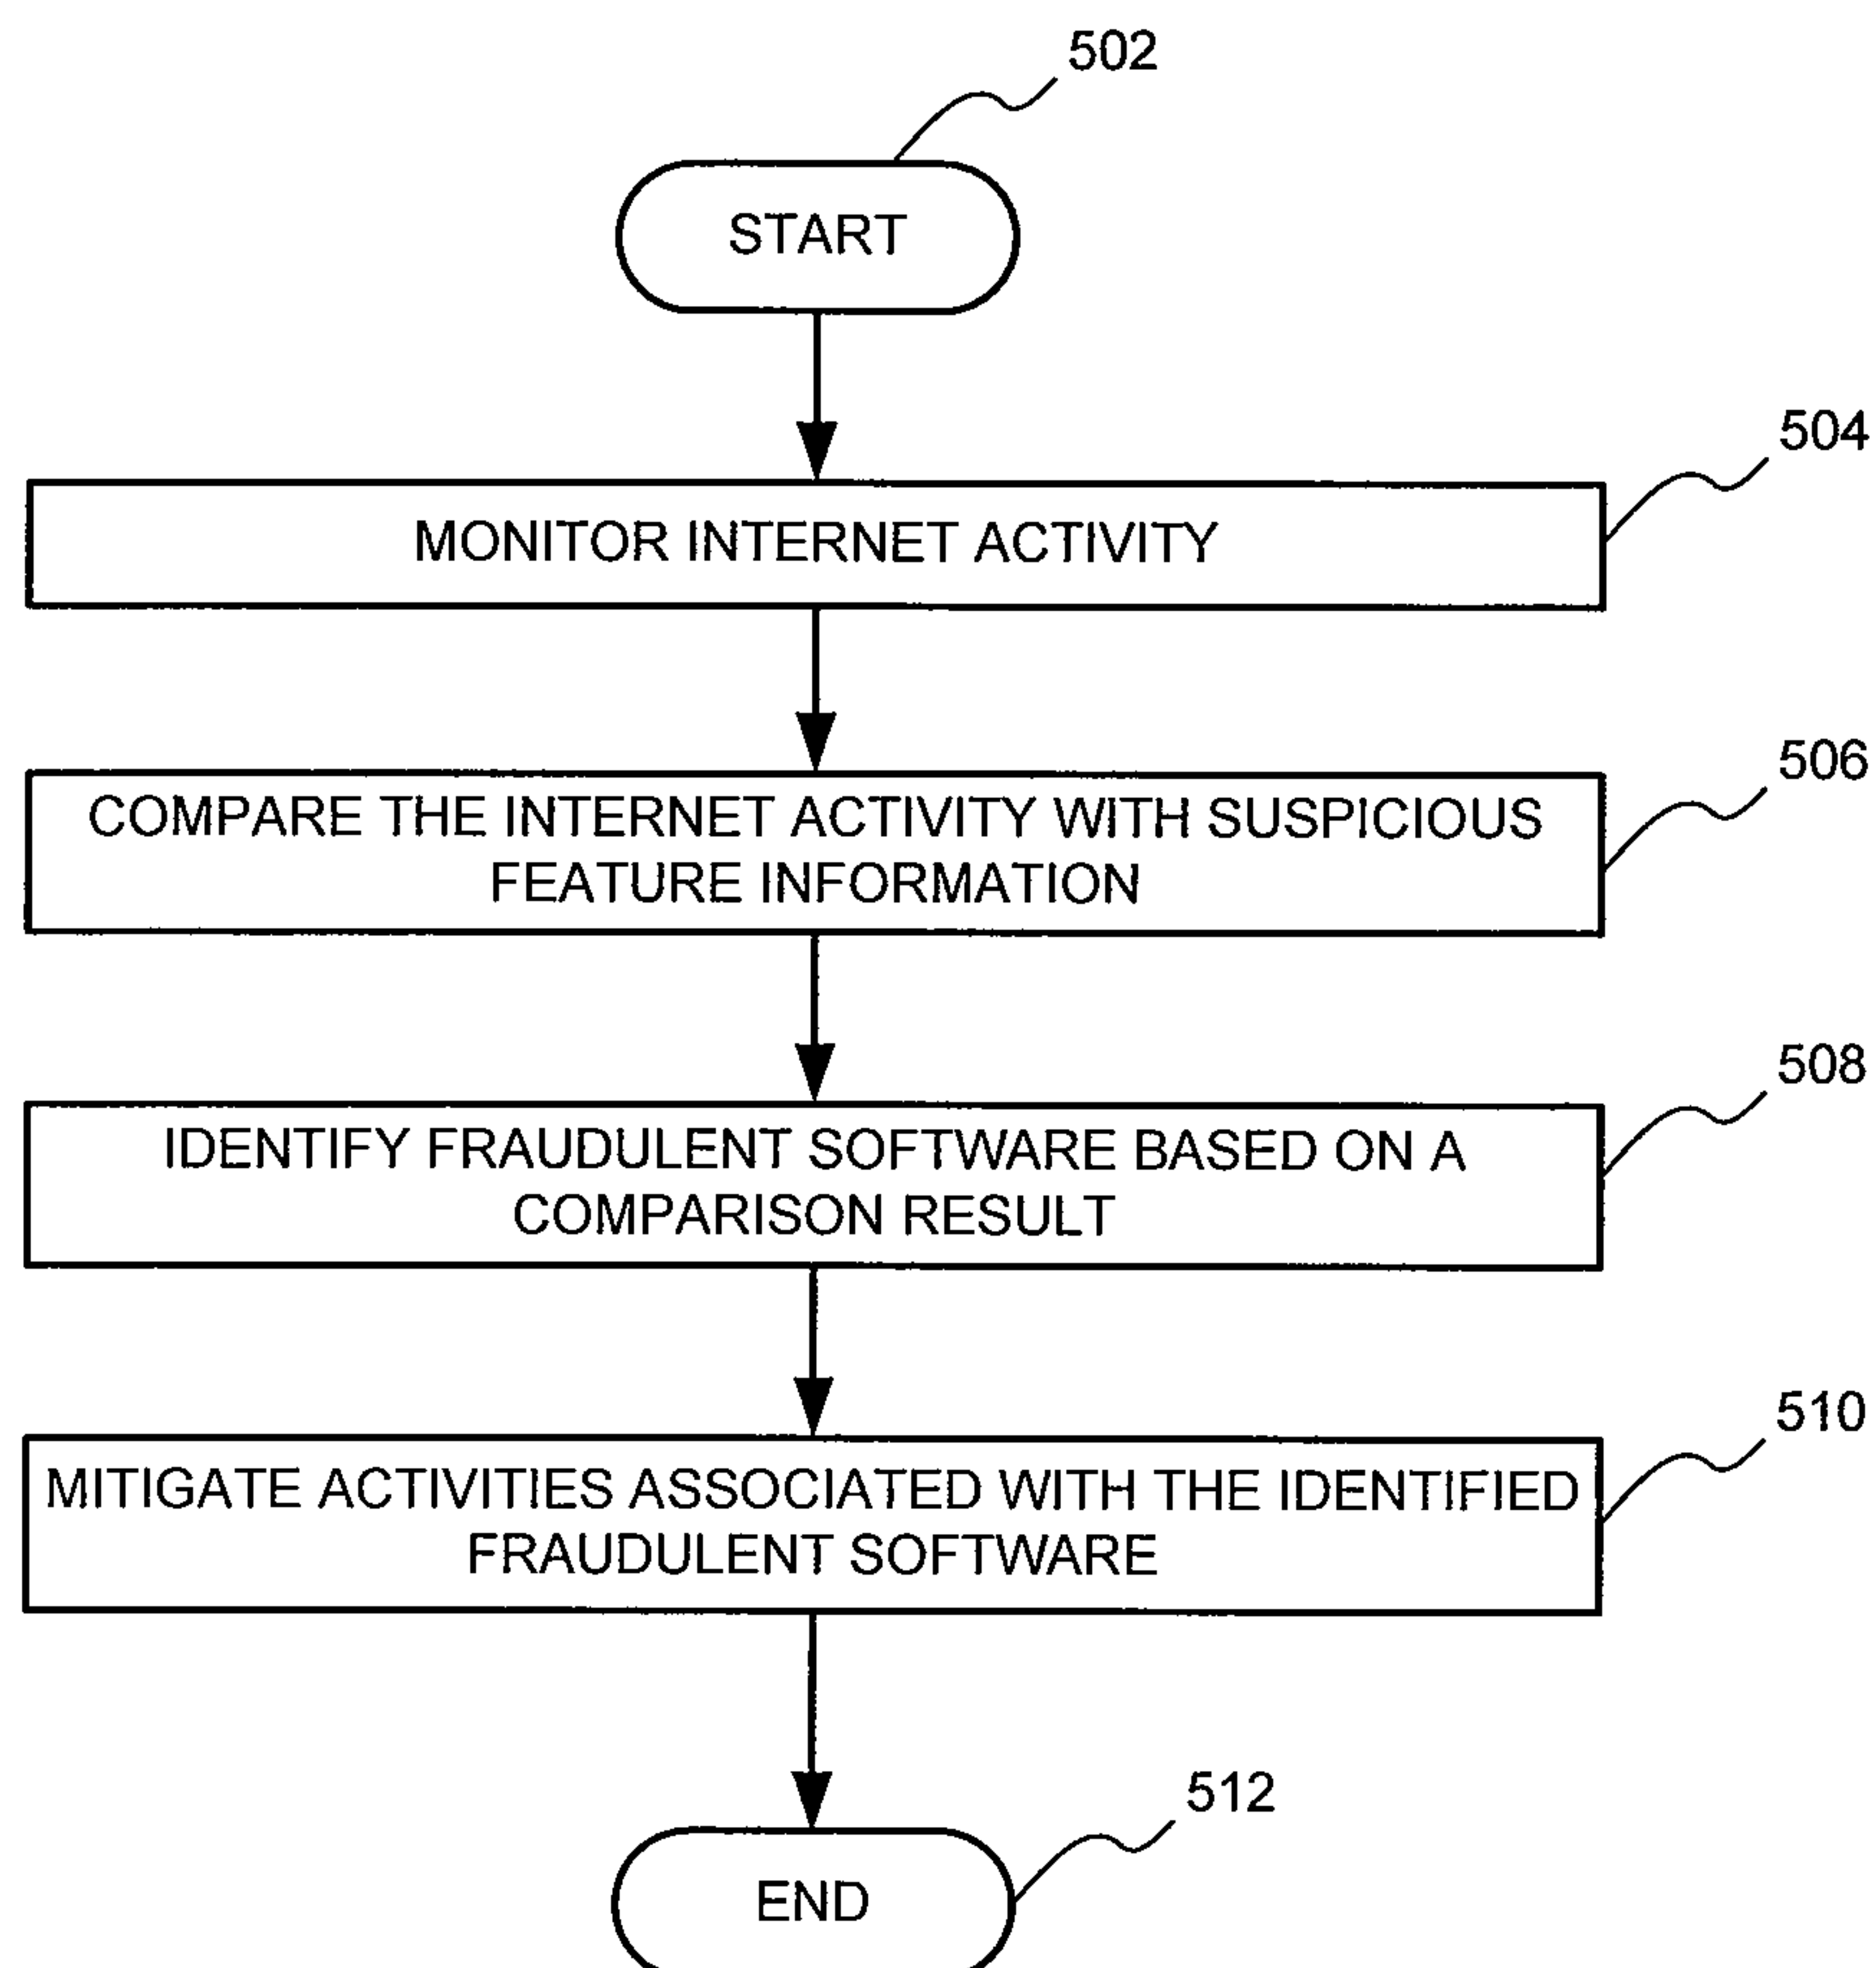 502
START
504
MONITOR INTERNET ACTIVITY
506
COMPARE THE INTERNET ACTIVITY WITH SUSPICIOUS
FEATURE INFORMATION
508
IDENTIFY FRAUDULENT SOFTWARE BASED ON A
COMPARISON RESULT
510
MITIGATE ACTIVITIES ASSOCIATED WITH THE IDENTIFIED
FRAUDULENT SOFTWARE
512
END